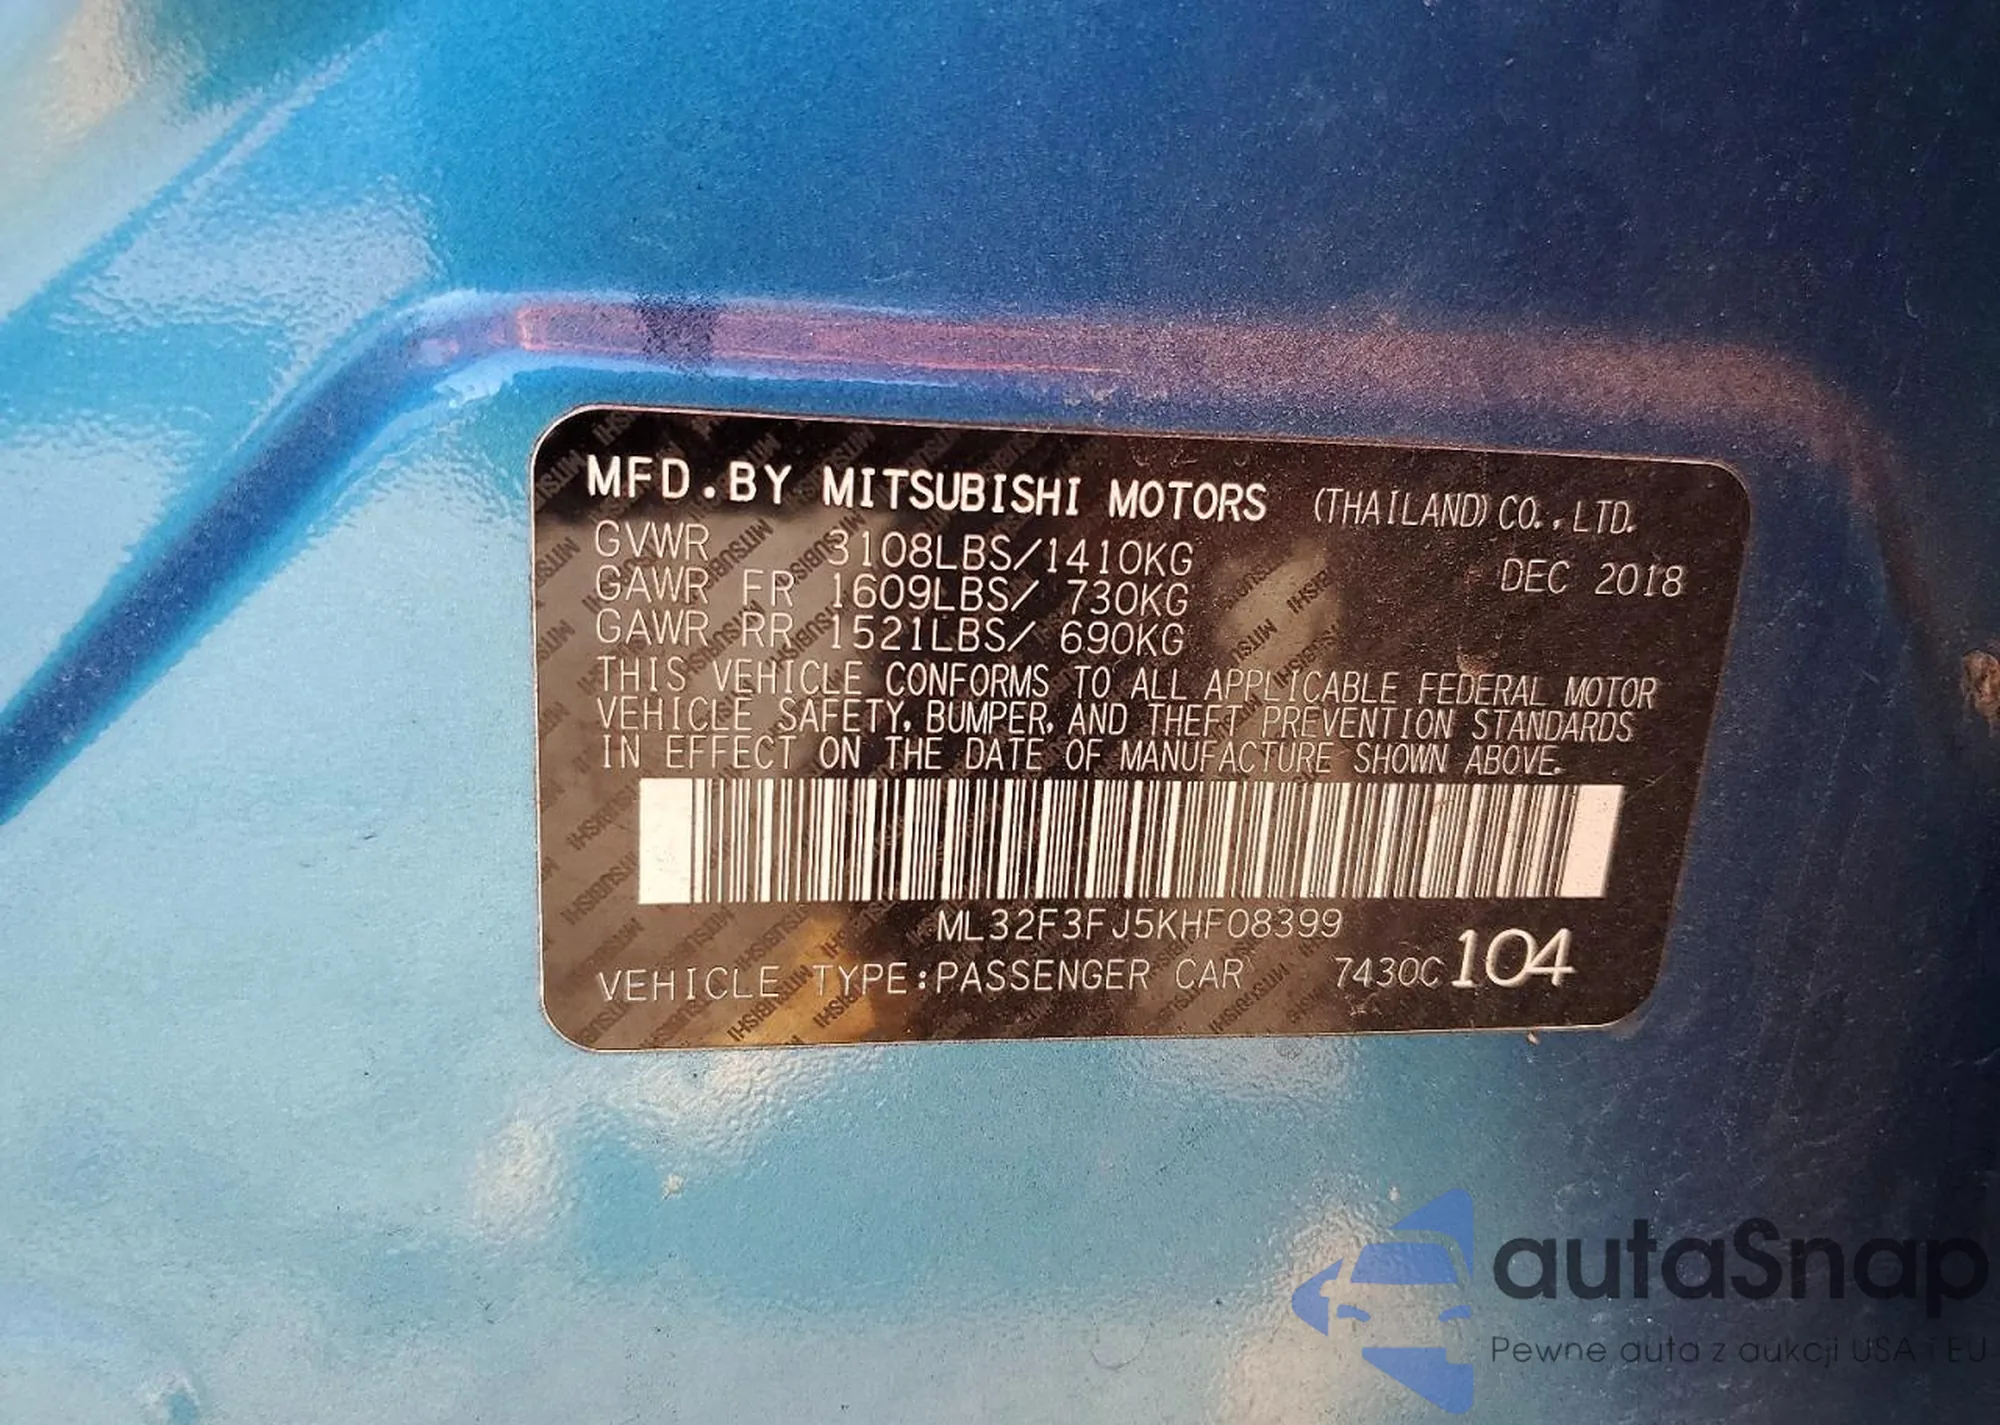 MFD.BY MITSUBISHI MOTORS (THAILAND) CO.,LTD.
GVWR 3108LBS/1410KG DEC 2018
GAWR FR 1609LBS/ 730KG
GAWR RR 1521LBS/ 690KG
THIS VEHICLE CONFORMS TO ALL APPLICABLE FEDERAL MOTOR
VEHICLE SAFETY, BUMPER, AND THEFT PREVENTION STANDARDS
IN EFFECT ON THE DATE OF MANUFACTURE SHOWN ABOVE.
ML32F3FJ5KHF08399
VEHICLE TYPE:PASSENGER CAR 7430C 104
autaSnap
Pewne auta z aukcji USA i EU